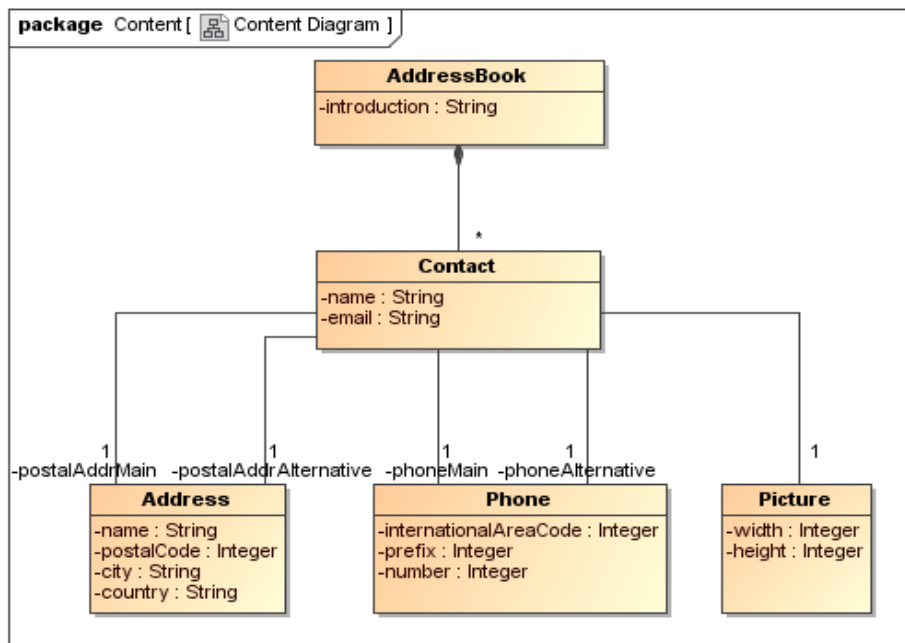 package Content [ Content Diagram ]
AddressBook
-introduction : String
*
Contact
-name : String
-email : String
1 1 1 1 1
-postalAddrMain -postalAddrAlternative -phoneMain -phoneAlternative
Address
-name : String
-postalCode : Integer
-city : String
-country : String
Phone
-internationalAreaCode : Integer
-prefix : Integer
-number : Integer
Picture
-width : Integer
-height : Integer